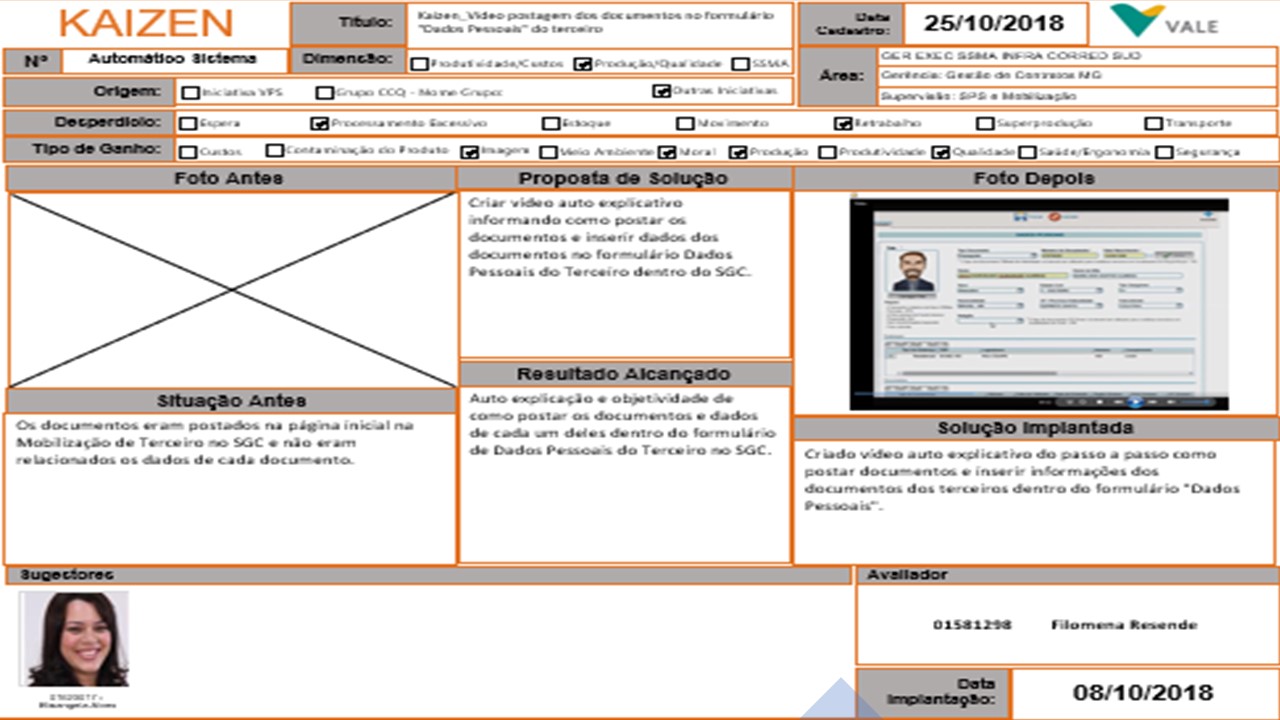 KAIZEN
Título:
Kaizen_Vídeo postagem dos documentos no formulário
"Dados Pessoais" do terceiro
Data
Cadastro:
25/10/2018
VALE
Nº
Automático Sistema
Dimensão:
Produtividade/Custos
Produção/Qualidade
SSMA
Área:
GER EXEC SSMA INFRA CORRED SUD
Gerência: Gestão de Contratos MG
Supervisão: SPS e Mobilização
Origem:
Iniciativa VPS
Grupo CCQ - Nome Grupo:
Outras Iniciativas
Desperdício:
Espera
Processamento Excessivo
Estoque
Movimento
Retrabalho
Superprodução
Transporte
Tipo de Ganho:
Custos
Contaminação do Produto
Imagem
Meio Ambiente
Moral
Produção
Produtividade
Qualidade
Saúde/Ergonomia
Segurança
Foto Antes
Proposta de Solução
Foto Depois
Criar vídeo auto explicativo
informando como postar os
documentos e inserir dados dos
documentos no formulário Dados
Pessoais do Terceiro dentro do SGC.
Situação Antes
Os documentos eram postados na página inicial na
Mobilização de Terceiro no SGC e não eram
relacionados os dados de cada documento.
Resultado Alcançado
Auto explicação e objetividade de
como postar os documentos e dados
de cada um deles dentro do formulário
de Dados Pessoais do Terceiro no SGC.
Solução Implantada
Criado vídeo auto explicativo do passo a passo como
postar documentos e inserir informações dos
documentos dos terceiros dentro do formulário "Dados
Pessoais".
Sugestores
Avaliador
01581298 Filomena Resende
Data
Implantação:
08/10/2018